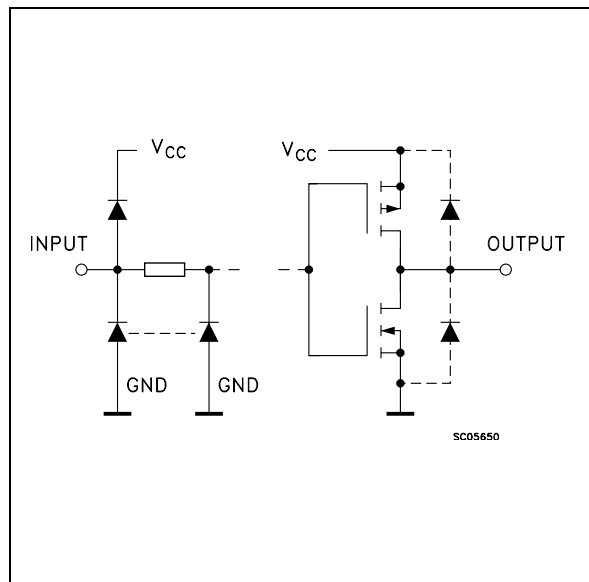 VCC
VCC
INPUT
OUTPUT
GND
GND
SC05650